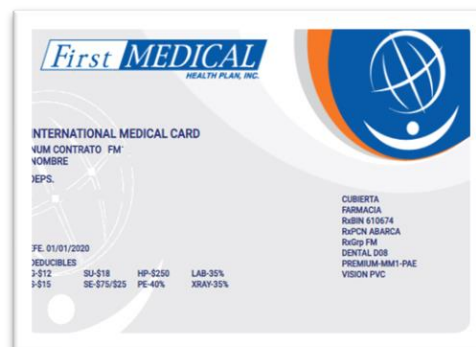 First MEDICAL
HEALTH PLAN, INC.
INTERNATIONAL MEDICAL CARD
NUM CONTRATO FM
NOMBRE
DEPS.
CUBIERTA
FARMACIA
RxBIN 610674
RxPCN ABARCA
RxGrp FM
DENTAL D08
PREMIUM-MM1-PAE
VISION PVC
EFE. 01/01/2020
DEDUCIBLES
G-$12 SU-$18 HP-$250 LAB-35%
$15 SE-$75/$25 PE-40% XRAY-35%